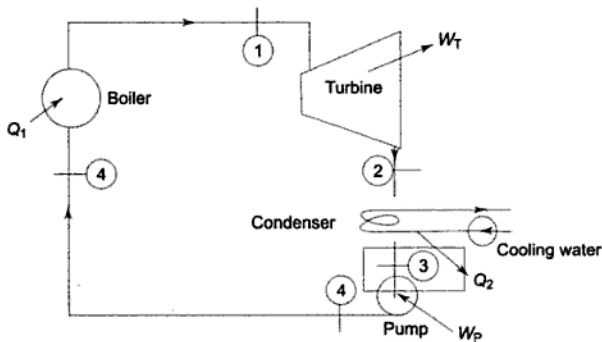 1
W_T
Turbine
Boiler
Q_1
4
2
Condenser
Cooling water
3
Q_2
4
Pump
W_P